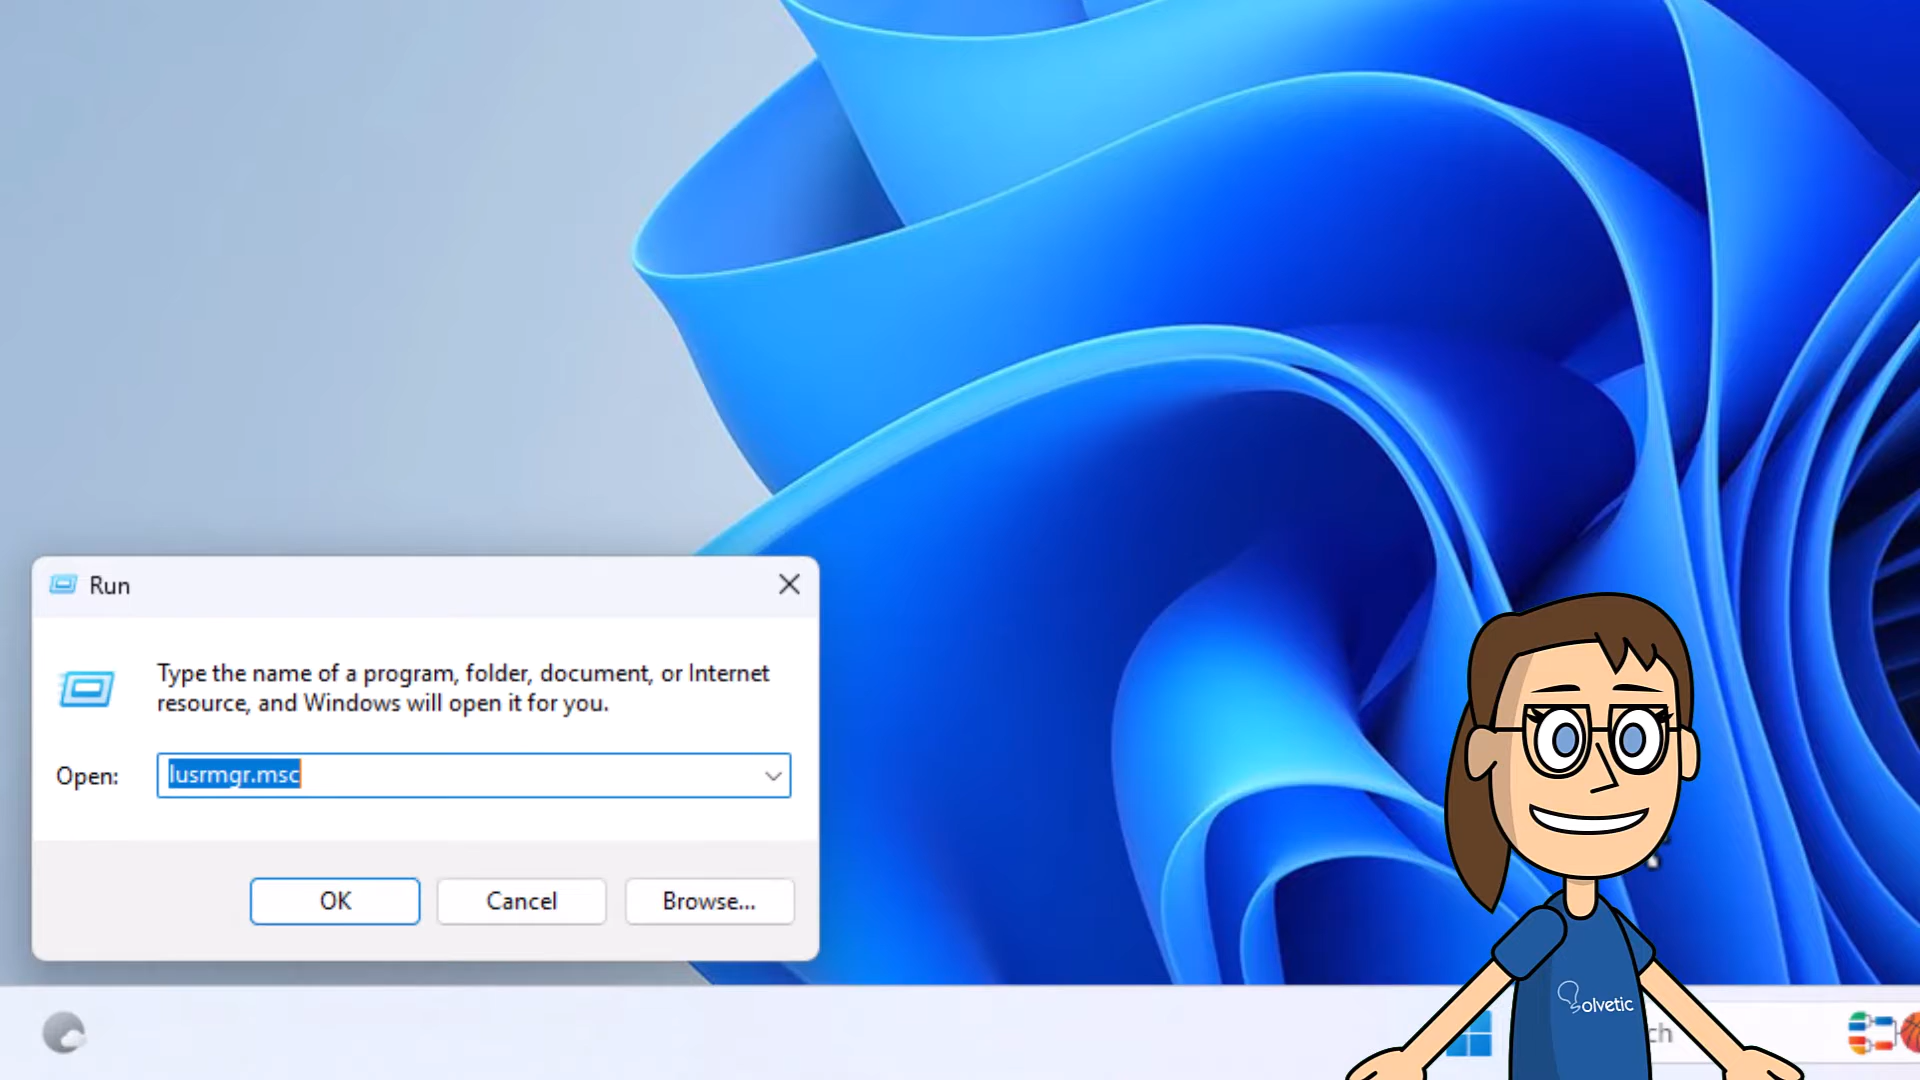 Run
Type the name of a program, folder, document, or Internet
resource, and Windows will open it for you.
Open:
lusrmgr.msc
OK
Cancel
Browse...
Solvetic
ch